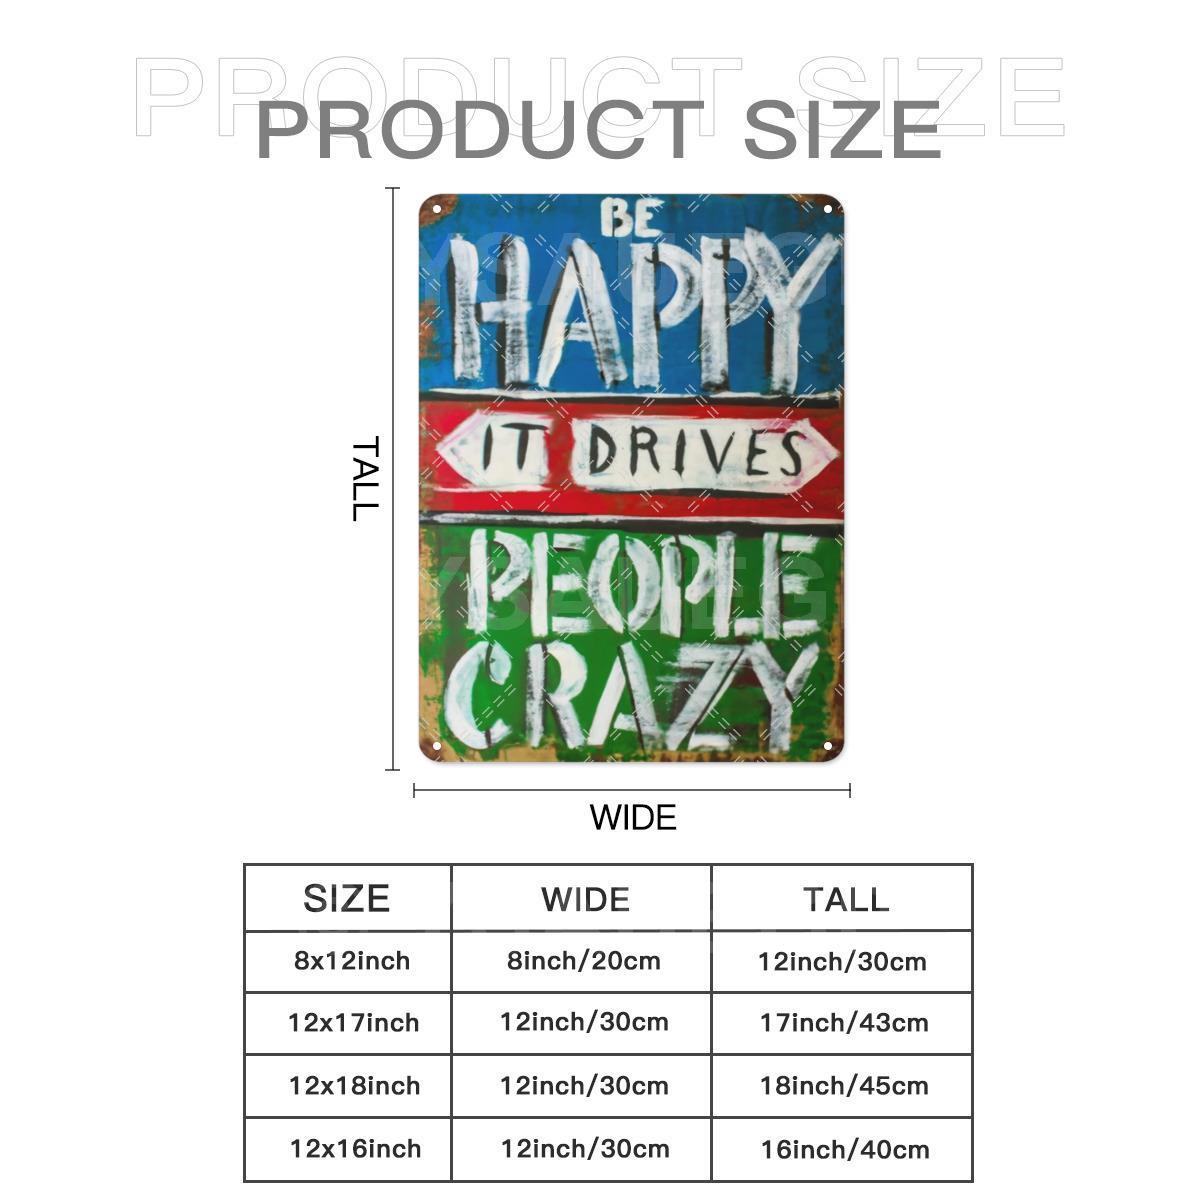 PRODUCT SIZE
PRODUCT SIZE
BE
HAPPY
IT DRIVES
PEOPLE
CRAZY
TALL
WIDE
SIZE WIDE TALL
8x12inch 8inch/20cm 12inch/30cm
12x17inch 12inch/30cm 17inch/43cm
12x18inch 12inch/30cm 18inch/45cm
12x16inch 12inch/30cm 16inch/40cm